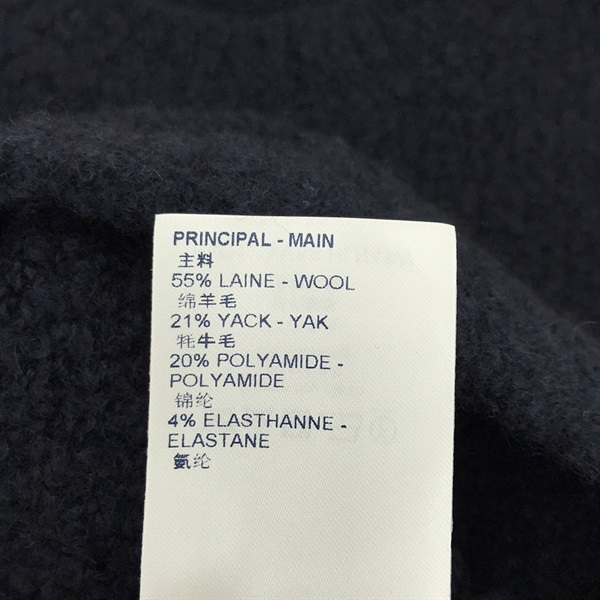 PRINCIPAL - MAIN
主料
55% LAINE - WOOL
绵羊毛
21% YACK - YAK
牦牛毛
20% POLYAMIDE -
POLYAMIDE
锦纶
4% ELASTHANNE -
ELASTANE
氨纶